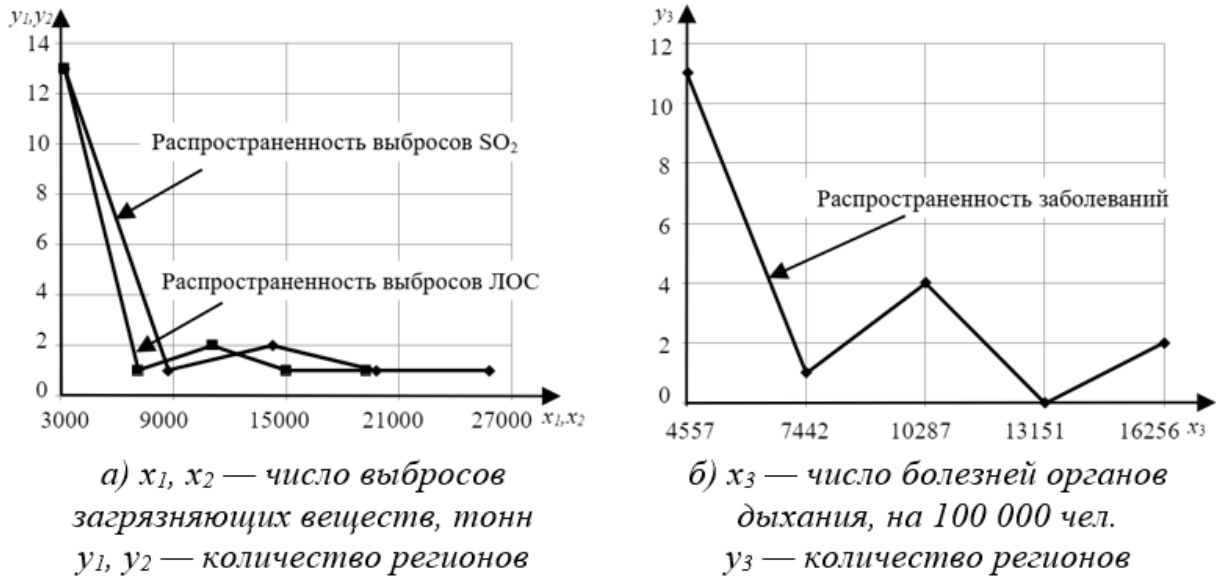 y1,y2
14
12
10
8
6
4
2
0
Распространенность выбросов SO2
Распространенность выбросов ЛОС
3000 9000 15000 21000 27000 x1,x2
а) x1, x2 — число выбросов
загрязняющих веществ, тонн
y1, y2 — количество регионов
y3
12
10
8
6
4
2
0
Распространенность заболеваний
4557 7442 10287 13151 16256 x3
б) x3 — число болезней органов
дыхания, на 100 000 чел.
y3 — количество регионов